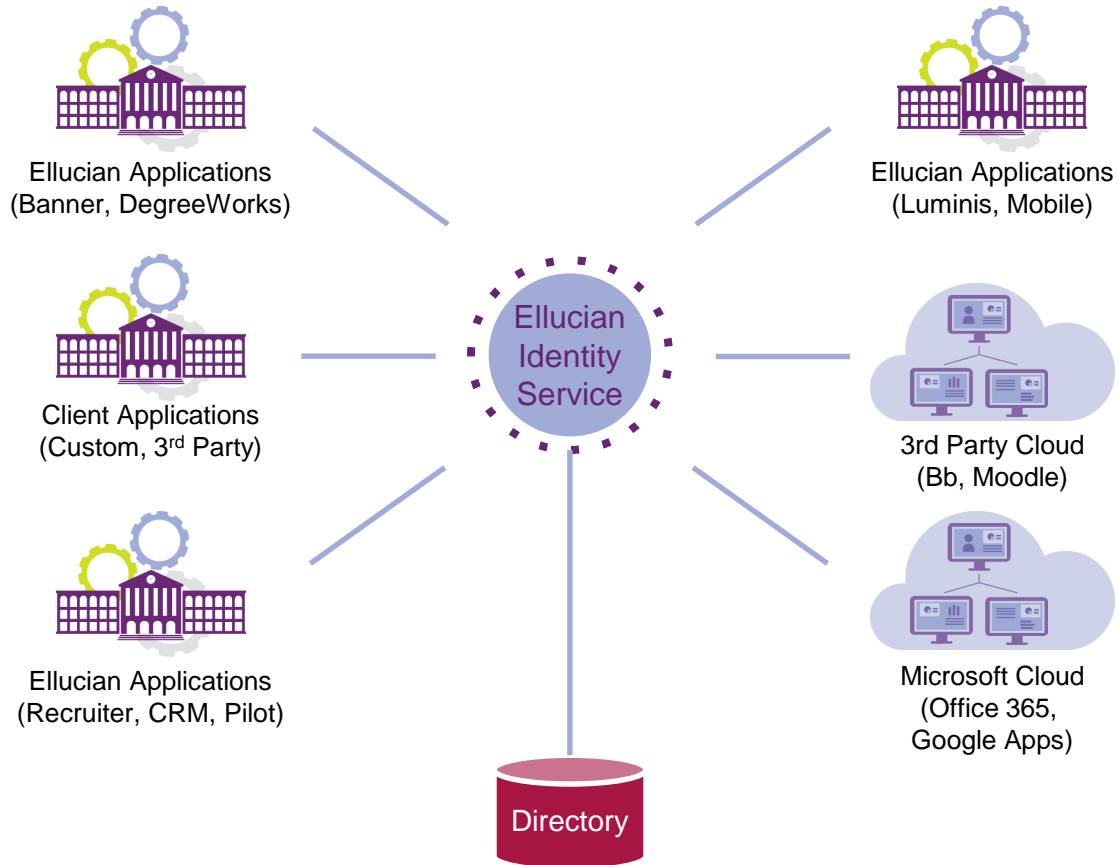 Ellucian Applications
(Banner, DegreeWorks)
Ellucian Applications
(Luminis, Mobile)
Ellucian
Identity
Service
Client Applications
(Custom, 3rd Party)
3rd Party Cloud
(Bb, Moodle)
Ellucian Applications
(Recruiter, CRM, Pilot)
Microsoft Cloud
(Office 365,
Google Apps)
Directory